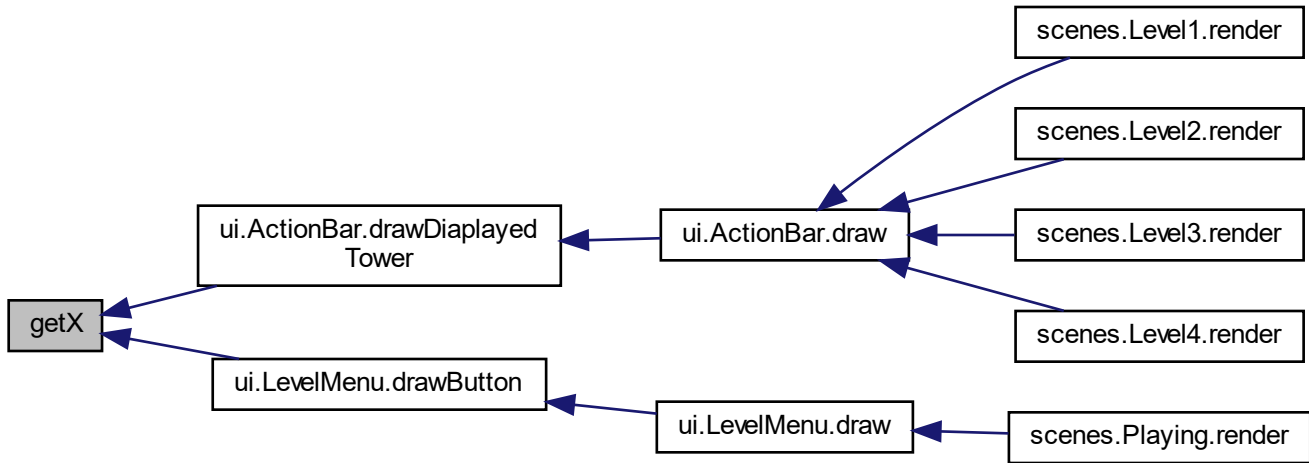 scenes.Level1.render
scenes.Level2.render
ui.ActionBar.drawDiaplayed
Tower
ui.ActionBar.draw
scenes.Level3.render
getX
scenes.Level4.render
ui.LevelMenu.drawButton
ui.LevelMenu.draw
scenes.Playing.render